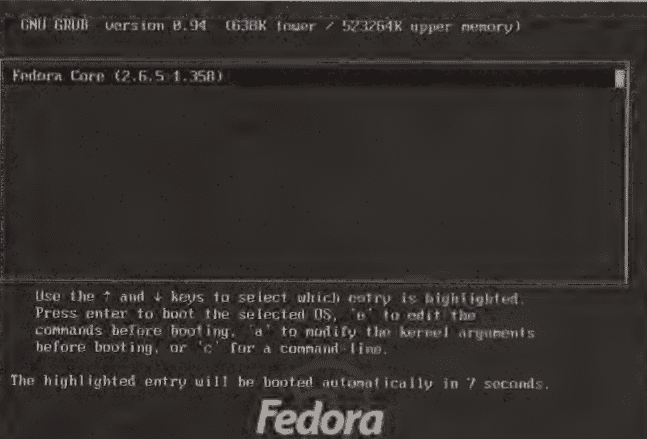 GNU GRUB version 0.94 (638K lower / 523264K upper memory)
Fedora Core (2.6.5-1.358)
Use the ↑ and ↓ keys to select which entry is highlighted.
Press enter to boot the selected OS, 'e' to edit the
commands before booting, 'a' to modify the kernel arguments
before booting, or 'c' for a command-line.
The highlighted entry will be booted automatically in 7 seconds.
Fedora